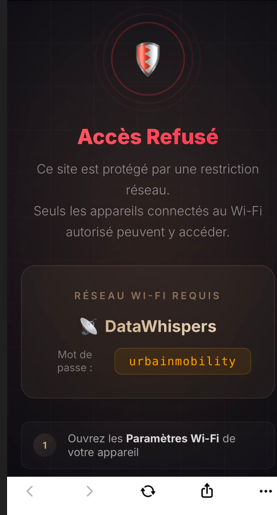 Accès Refusé
Ce site est protégé par une restriction
réseau.
Seuls les appareils connectés au Wi-Fi
autorisé peuvent y accéder.
RÉSEAU WI-FI REQUIS
DataWhispers
Mot de
passe :
urbainmobility
1
Ouvrez les Paramètres Wi-Fi de
votre appareil